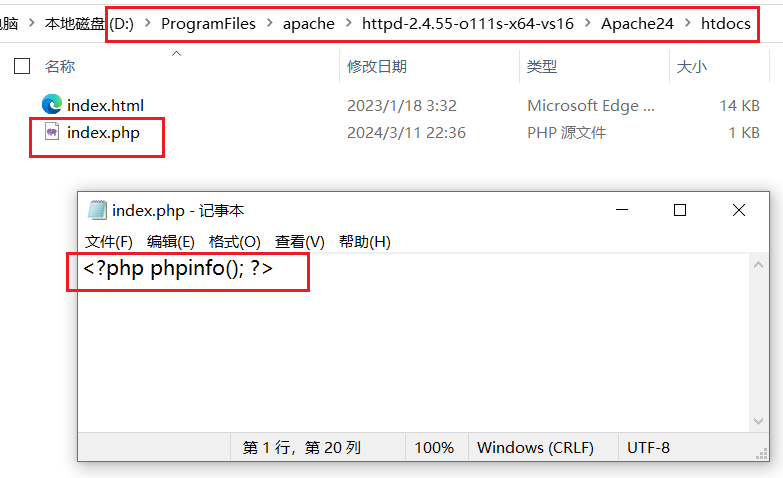 电脑 > 本地磁盘 (D:) > ProgramFiles > apache > httpd-2.4.55-o111s-x64-vs16 > Apache24 > htdocs
名称 修改日期 类型 大小
index.html 2023/1/18 3:32 Microsoft Edge ... 14 KB
index.php 2024/3/11 22:36 PHP 源文件 1 KB
index.php - 记事本
文件(F) 编辑(E) 格式(O) 查看(V) 帮助(H)
<?php phpinfo(); ?>
第 1 行，第 20 列 100% Windows (CRLF) UTF-8